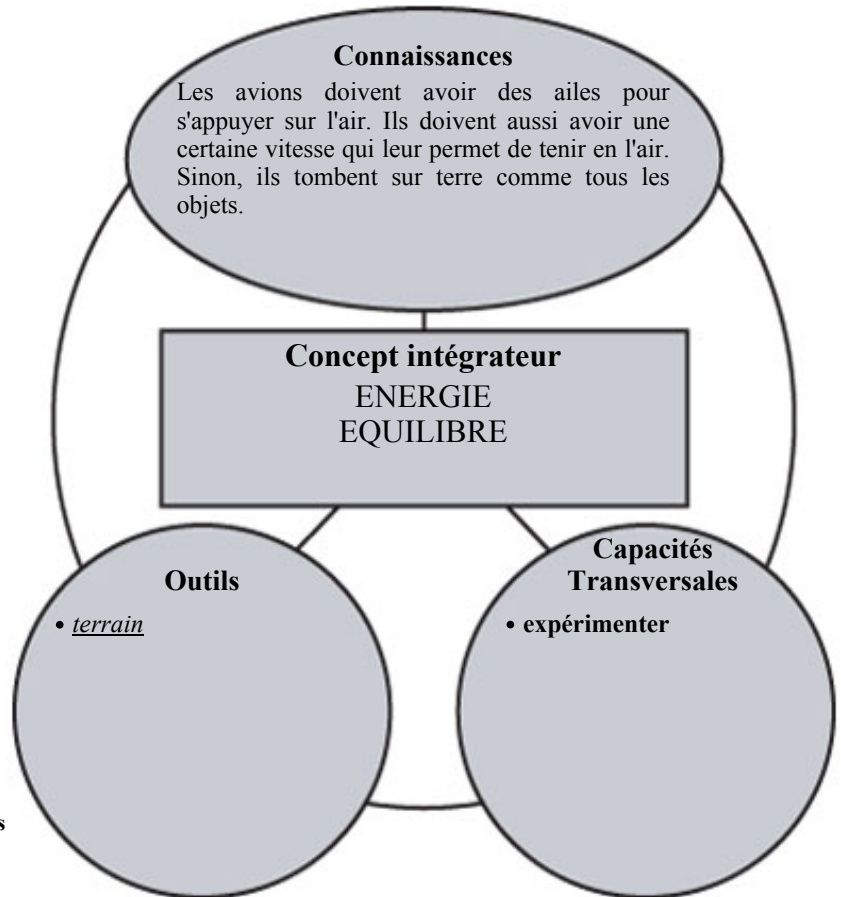 Connaissances
Les avions doivent avoir des ailes pour
s'appuyer sur l'air. Ils doivent aussi avoir une
certaine vitesse qui leur permet de tenir en l'air.
Sinon, ils tombent sur terre comme tous les
objets.
Concept intégrateur
ENERGIE
EQUILIBRE
Outils
• terrain
Capacités
Transversales
• expérimenter
s